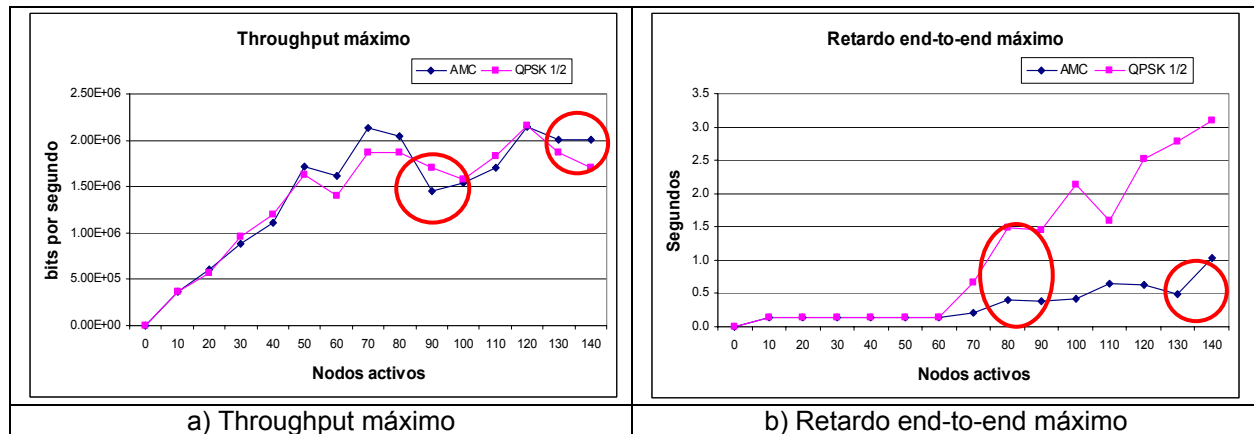 Throughput máximo
AMC QPSK 1/2
2.50E+06
2.00E+06
1.50E+06
1.00E+06
5.00E+05
0.00E+00
bits por segundo
0 10 20 30 40 50 60 70 80 90 100 110 120 130 140
Nodos activos
a) Throughput máximo
Retardo end-to-end máximo
AMC QPSK 1/2
3.5
3.0
2.5
2.0
1.5
1.0
0.5
0.0
Segundos
0 10 20 30 40 50 60 70 80 90 100 110 120 130 140
Nodos activos
b) Retardo end-to-end máximo